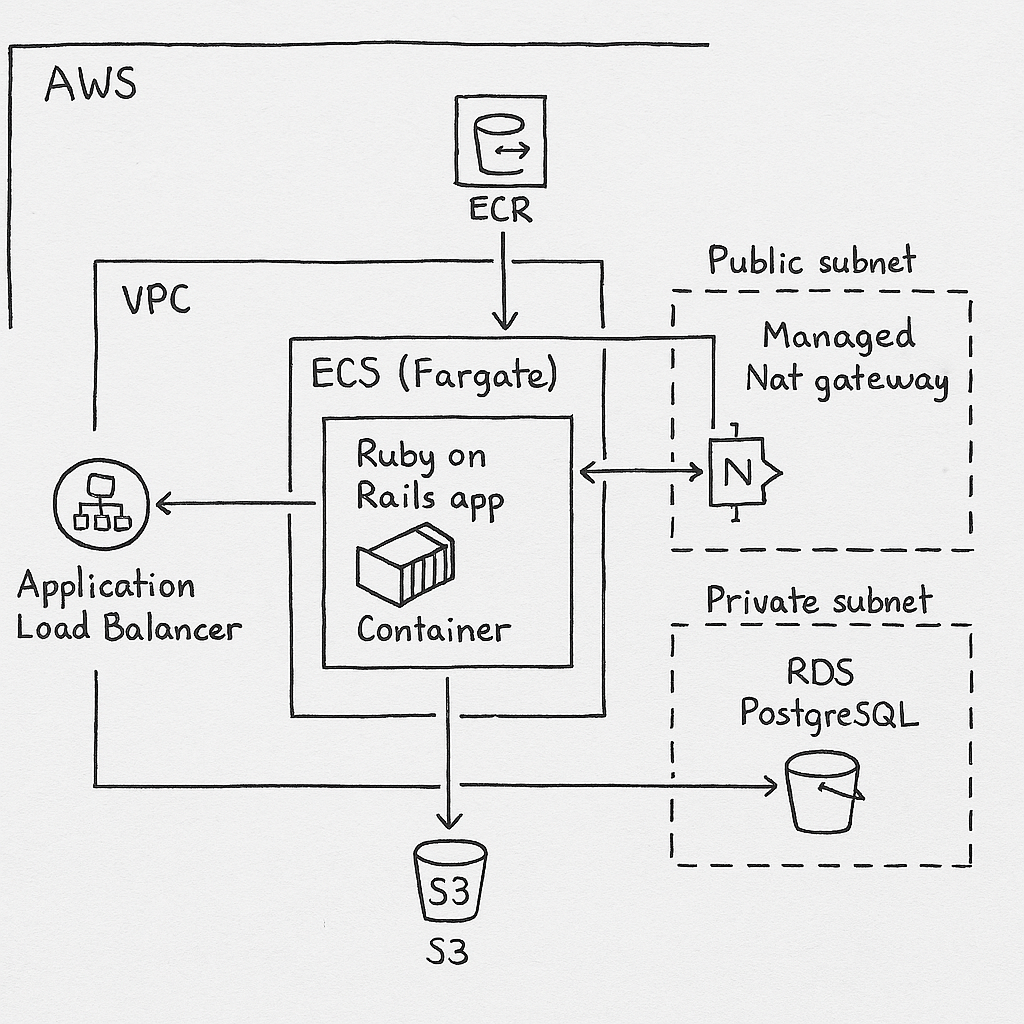 AWS
ECR
VPC
Public subnet
Managed
Nat gateway
ECS (Fargate)
Ruby on
Rails app
Container
N
Application
Load Balancer
Private subnet
RDS
PostgreSQL
S3
S3